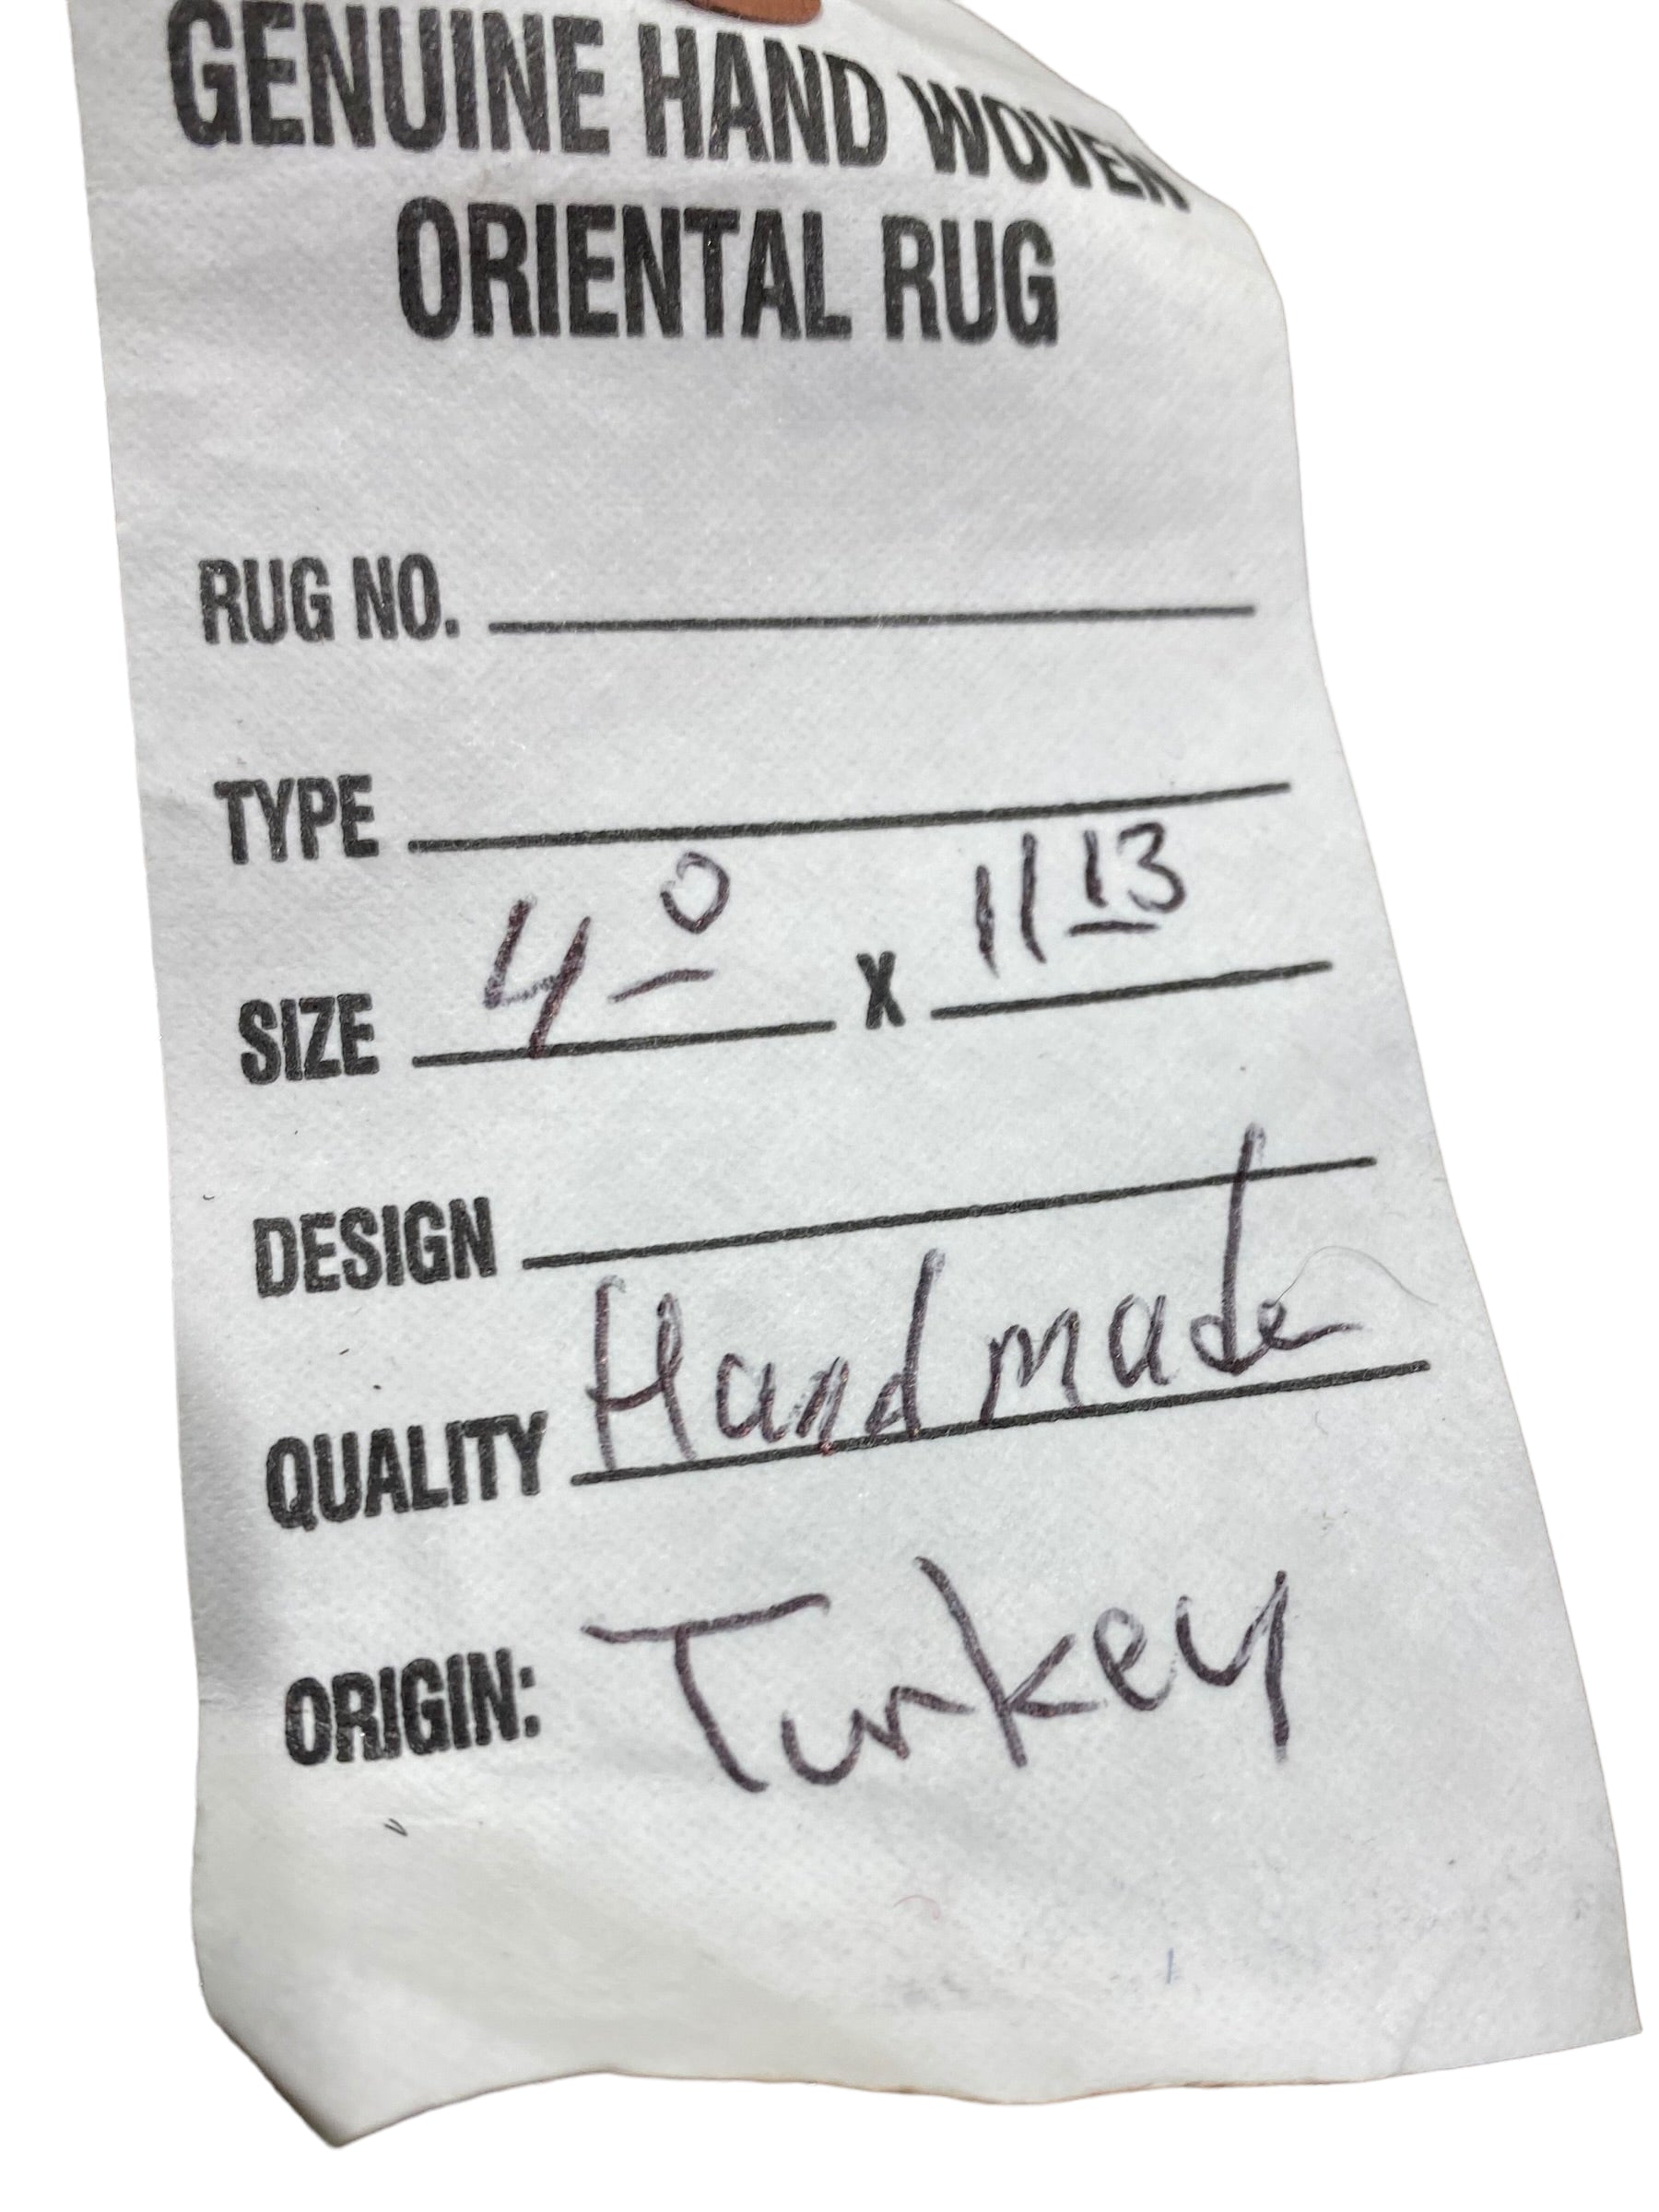 GENUINE HAND WOVEN
ORIENTAL RUG
RUG NO.
TYPE
SIZE 4 0 X 11 13
DESIGN
QUALITY Handmade
ORIGIN: Turkey